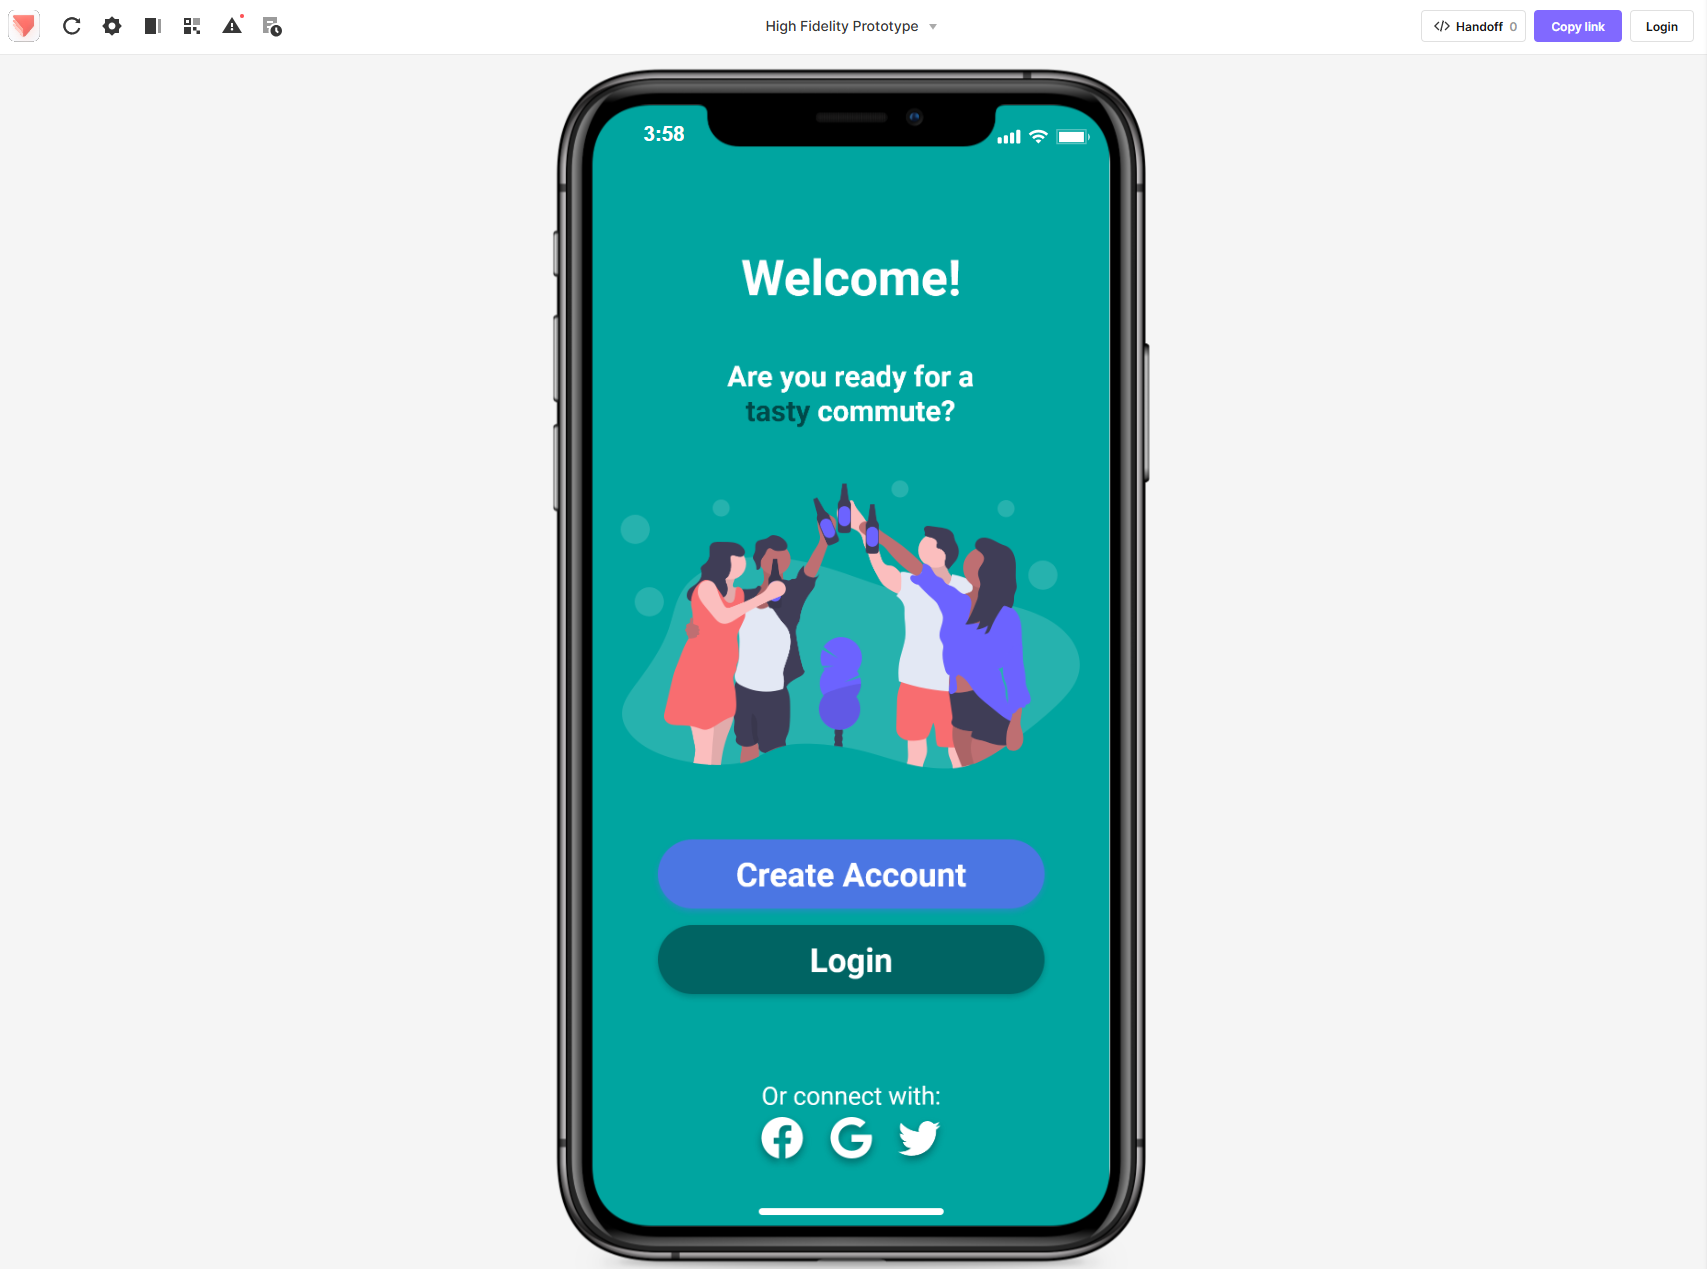 High Fidelity Prototype
</> Handoff 0
Copy link
Login
3:58
Welcome!
Are you ready for a
tasty commute?
Create Account
Login
Or connect with: